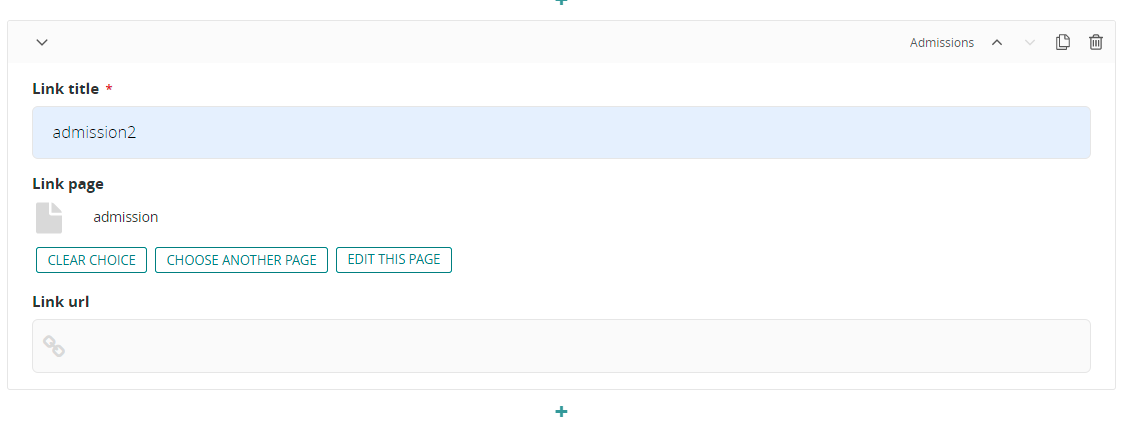 Admissions
Link title *
admission2
Link page
admission
CLEAR CHOICE CHOOSE ANOTHER PAGE EDIT THIS PAGE
Link url